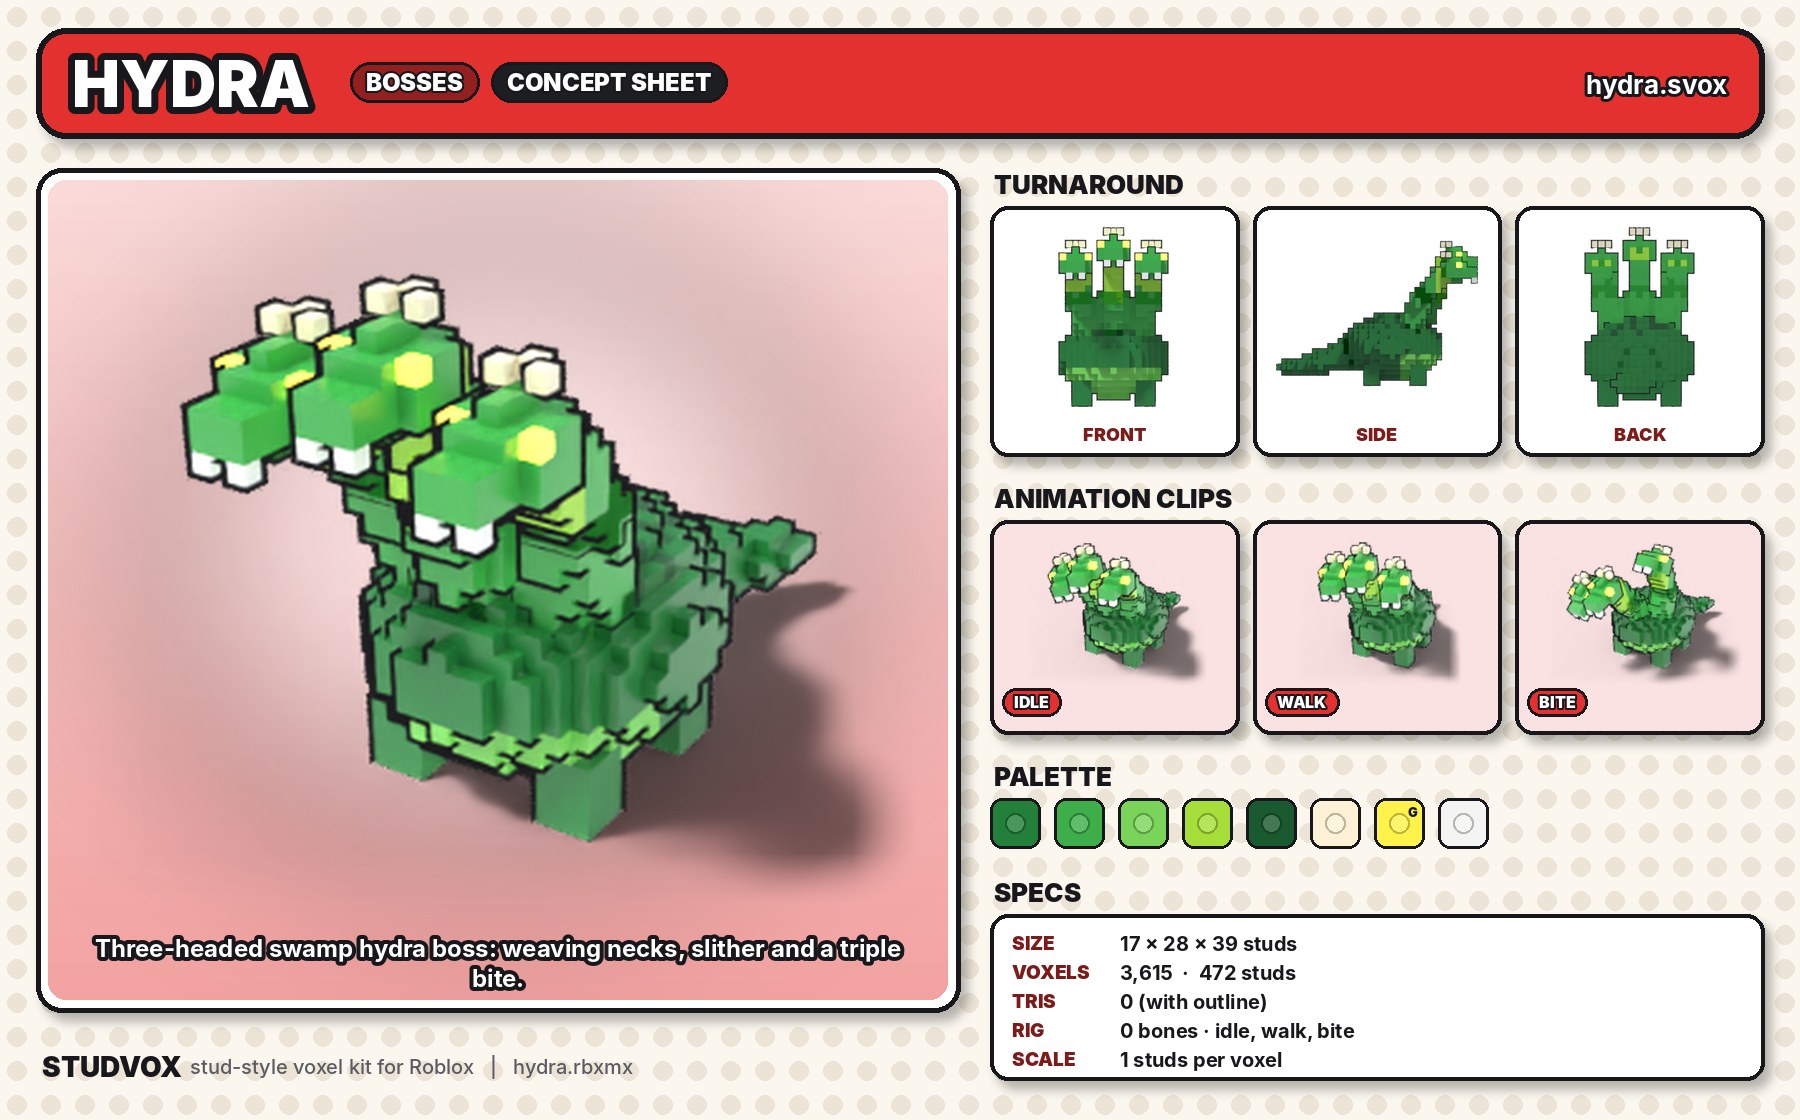 HYDRA
BOSSES
CONCEPT SHEET
hydra.svox
Three-headed swamp hydra boss: weaving necks, slither and a triple
bite.
TURNAROUND
FRONT
SIDE
BACK
ANIMATION CLIPS
IDLE
WALK
BITE
PALETTE
G
SPECS
SIZE 17 × 28 × 39 studs
VOXELS 3,615 · 472 studs
TRIS 0 (with outline)
RIG 0 bones · idle, walk, bite
SCALE 1 studs per voxel
STUDVOX stud-style voxel kit for Roblox | hydra.rbxmx